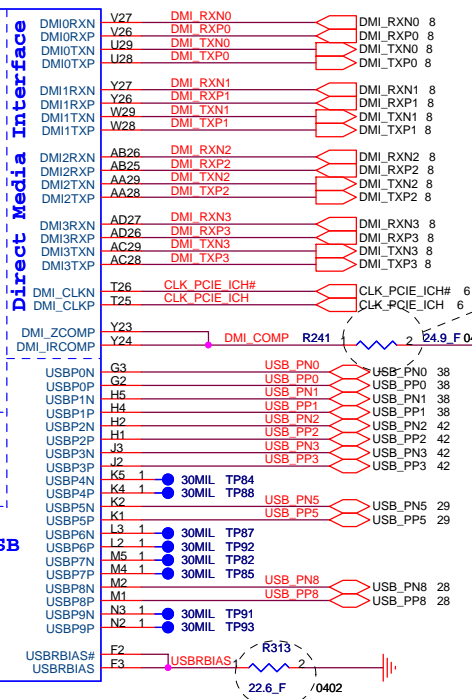 Direct Media Interface
DMI0RXN V27 DMI_RXN0 DMI_RXN0 8
DMI0RXP V26 DMI_RXP0 DMI_RXP0 8
DMI0TXN U29 DMI_TXN0 DMI_TXN0 8
DMI0TXP U28 DMI_TXP0 DMI_TXP0 8
DMI1RXN Y27 DMI_RXN1 DMI_RXN1 8
DMI1RXP Y26 DMI_RXP1 DMI_RXP1 8
DMI1TXN W29 DMI_TXN1 DMI_TXN1 8
DMI1TXP W28 DMI_TXP1 DMI_TXP1 8
DMI2RXN AB26 DMI_RXN2 DMI_RXN2 8
DMI2RXP AB25 DMI_RXP2 DMI_RXP2 8
DMI2TXN AA29 DMI_TXN2 DMI_TXN2 8
DMI2TXP AA28 DMI_TXP2 DMI_TXP2 8
DMI3RXN AD27 DMI_RXN3 DMI_RXN3 8
DMI3RXP AD26 DMI_RXP3 DMI_RXP3 8
DMI3TXN AC29 DMI_TXN3 DMI_TXN3 8
DMI3TXP AC28 DMI_TXP3 DMI_TXP3 8
DMI_CLKN T26 CLK_PCIE_ICH# CLK_PCIE_ICH# 6
DMI_CLKP T25 CLK_PCIE_ICH CLK_PCIE_ICH 6
DMI_ZCOMP Y23
DMI_IRCOMP Y24 DMI_COMP R241 1 2 24.9_F 04
USBP0N G3 USB_PN0 USB_PN0 38
USBP0P G2 USB_PP0 USB_PP0 38
USBP1N H5 USB_PN1 USB_PN1 38
USBP1P H4 USB_PP1 USB_PP1 38
USBP2N H2 USB_PN2 USB_PN2 42
USBP2P H1 USB_PP2 USB_PP2 42
USBP3N J3 USB_PN3 USB_PN3 42
USBP3P J2 USB_PP3 USB_PP3 42
USBP4N K5 1 30MIL TP84
USBP4P K4 1 30MIL TP88
USBP5N K2 USB_PN5 USB_PN5 29
USBP5P K1 USB_PP5 USB_PP5 29
USBP6N L3 1 30MIL TP87
SB USBP6P L2 1 30MIL TP92
USBP7N M5 1 30MIL TP82
USBP7P M4 1 30MIL TP85
USBP8N M2 USB_PN8 USB_PN8 28
USBP8P M1 USB_PP8 USB_PP8 28
USBP9N N3 1 30MIL TP91
USBP9P N2 1 30MIL TP93
R313
USBRBIAS# F2
USBRBIAS F3 USBRBIAS 1 2
22.6_F 0402